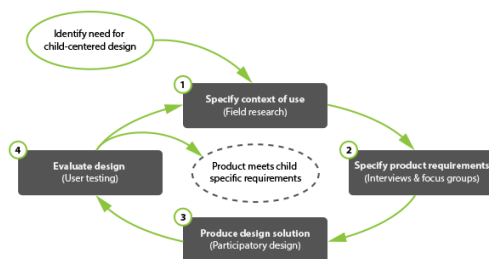 Identify need for
child-centered design
1
Specify context of use
(Field research)
4
Evaluate design
(User testing)
Product meets child
specific requirements
2
Specify product requirements
(Interviews & focus groups)
3
Produce design solution
(Participatory design)